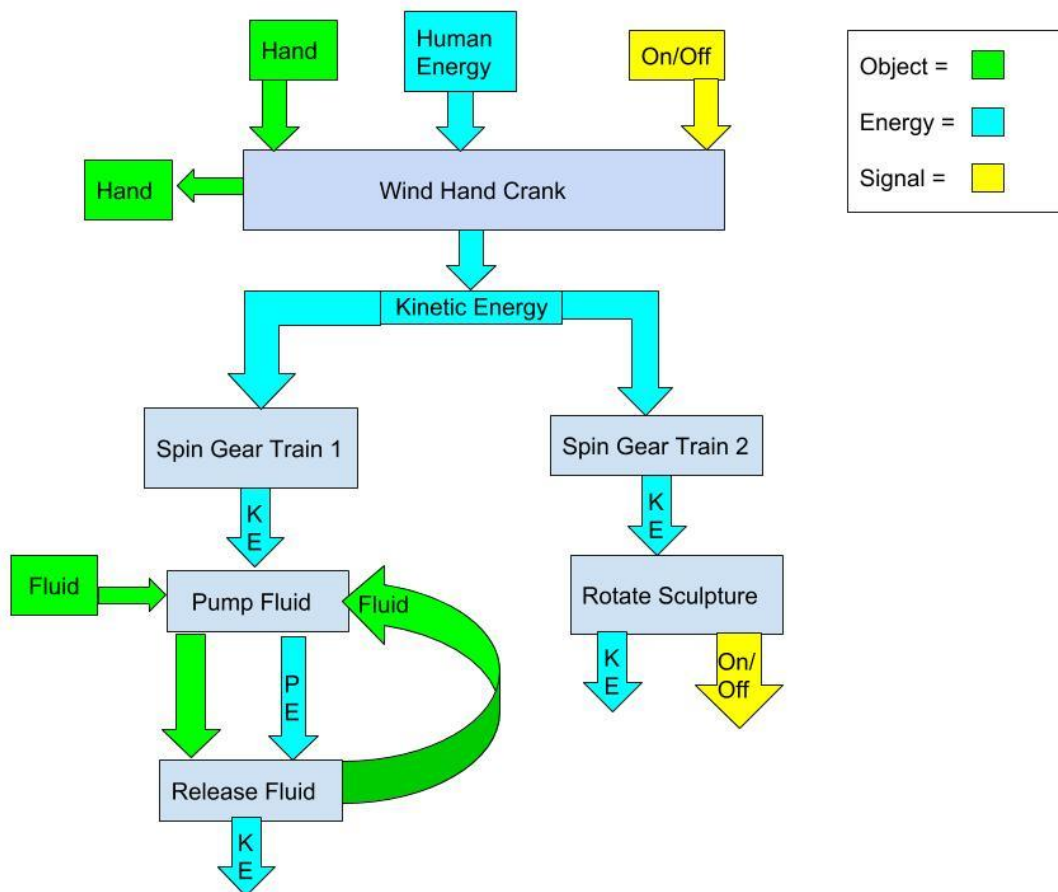 Hand
Human
Energy
On/Off
Object =
Energy =
Signal =
Hand
Wind Hand Crank
Kinetic Energy
Spin Gear Train 1
Spin Gear Train 2
K
E
K
E
Fluid
Pump Fluid
Fluid
Rotate Sculpture
P
E
K
E
On/
Off
Release Fluid
K
E